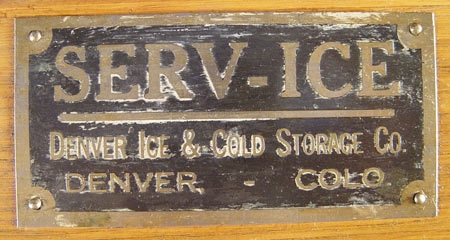 SERV-ICE
DENVER ICE & COLD STORAGE CO
DENVER, - COLO